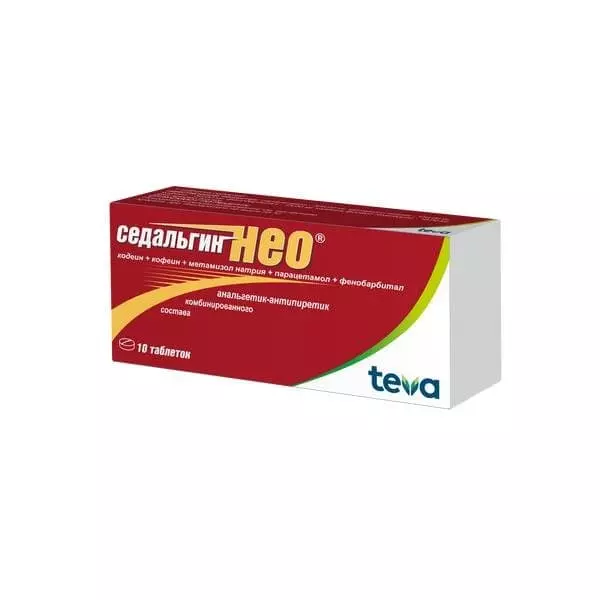 teva
седальгин НЕО®
кодеин + кофеин + метамизол натрия + парацетамол + фенобарбитал
анальгетик-антипиретик
комбинированного
состава
10 таблеток
teva